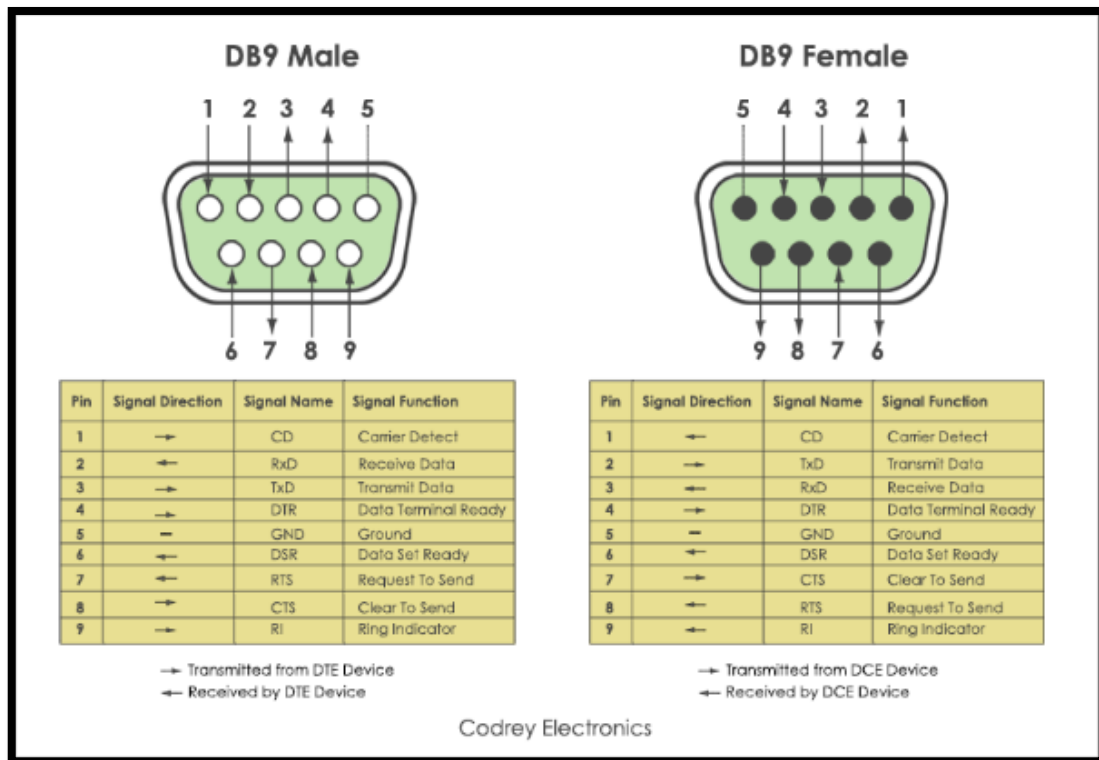 DB9 Male
1 2 3 4 5
6 7 8 9
Pin Signal Direction Signal Name Signal Function
1 → CD Carrier Detect
2 ← RxD Receive Data
3 → TxD Transmit Data
4 → DTR Data Terminal Ready
5 – GND Ground
6 ← DSR Data Set Ready
7 ← RTS Request To Send
8 → CTS Clear To Send
9 → RI Ring Indicator
→ Transmitted from DTE Device
← Received by DTE Device
DB9 Female
5 4 3 2 1
9 8 7 6
Pin Signal Direction Signal Name Signal Function
1 ← CD Carrier Detect
2 → TxD Transmit Data
3 ← RxD Receive Data
4 → DTR Data Terminal Ready
5 – GND Ground
6 ← DSR Data Set Ready
7 → CTS Clear To Send
8 ← RTS Request To Send
9 ← RI Ring Indicator
→ Transmitted from DCE Device
← Received by DCE Device
Codrey Electronics